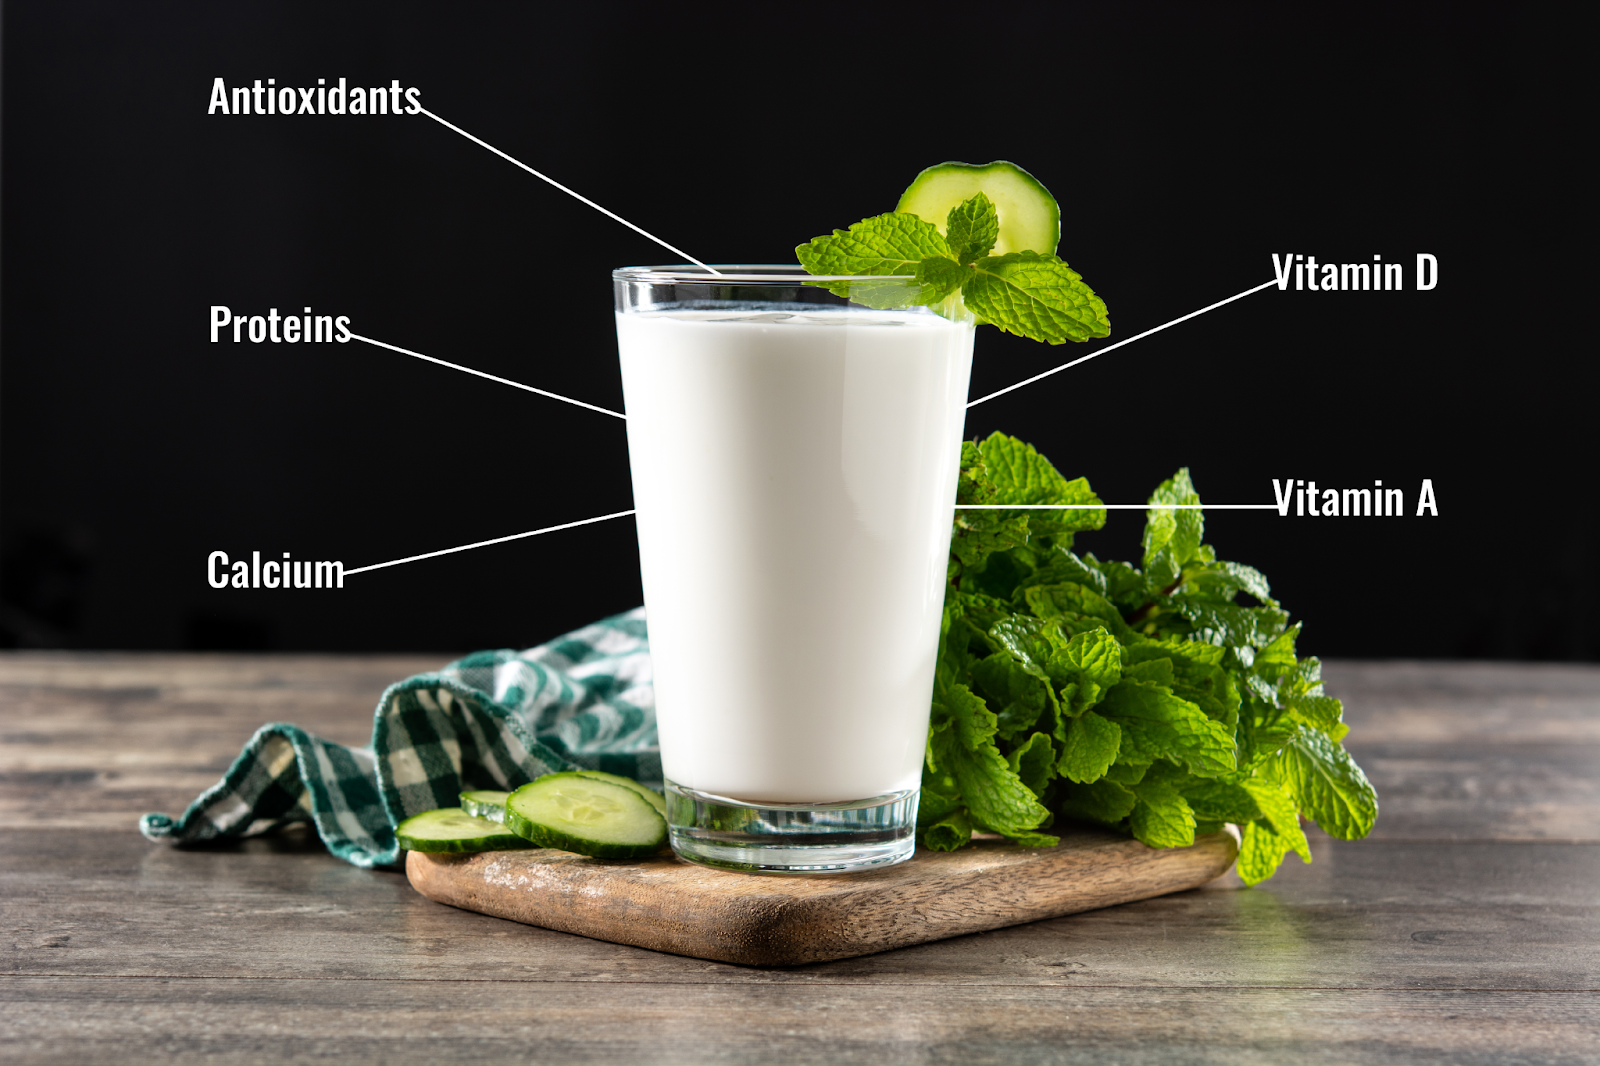 Antioxidants
Proteins
Calcium
Vitamin D
Vitamin A